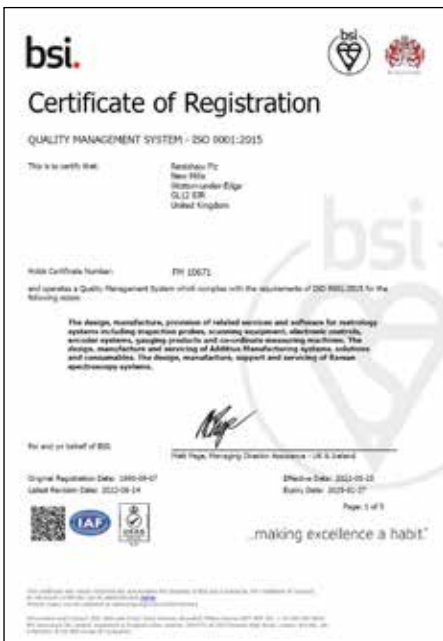 bsi.
bsi
Certificate of Registration
QUALITY MANAGEMENT SYSTEM - ISO 9001:2015
This is to certify that:
Renishaw Plc
New Mills
Wotton-under-Edge
GL12 8JR
United Kingdom
bsi
Holds Certificate Number:
FM 10671
and operates a Quality Management System which complies with the requirements of ISO 9001:2015 for the
following scope:
The design, manufacture, provision of related services and software for metrology
systems including inspection probes, scanning equipment, electronic controls,
encoder systems, gauging products and co-ordinate measuring machines. The
design, manufacture and servicing of Additive Manufacturing systems, solutions
and consumables. The design, manufacture, support and servicing of Raman
spectroscopy systems.
For and on behalf of BSI:
Matt Page, Managing Director Assurance - UK & Ireland
Original Registration Date:
Effective Date:
Latest Revision Date:
Expiry Date:
Page: 1 of 5
IAF
UKAS
...making excellence a habit